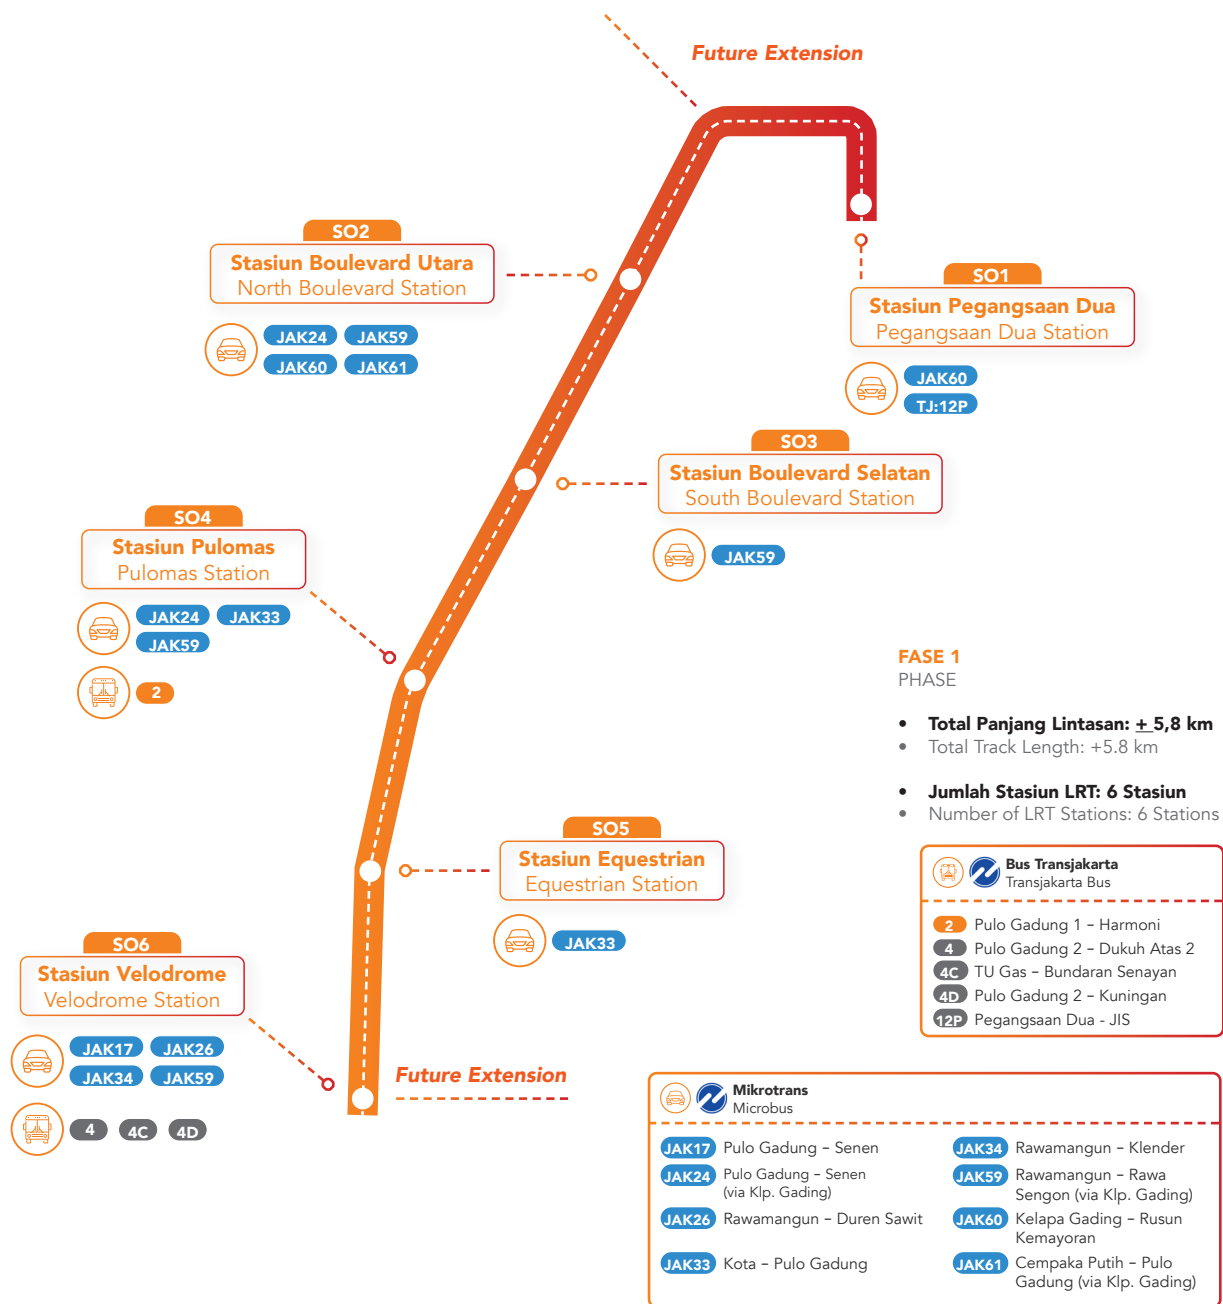 Future Extension
SO2
Stasiun Boulevard Utara
North Boulevard Station
JAK24 JAK59
JAK60 JAK61
SO1
Stasiun Pegangsaan Dua
Pegangsaan Dua Station
JAK60
TJ:12P
SO3
Stasiun Boulevard Selatan
South Boulevard Station
JAK59
SO4
Stasiun Pulomas
Pulomas Station
JAK24 JAK33
JAK59
2
FASE 1
PHASE
• Total Panjang Lintasan: ± 5,8 km
• Total Track Length: +5.8 km
• Jumlah Stasiun LRT: 6 Stasiun
• Number of LRT Stations: 6 Stations
SO5
Stasiun Equestrian
Equestrian Station
JAK33
SO6
Stasiun Velodrome
Velodrome Station
JAK17 JAK26
JAK34 JAK59
4 4C 4D
Future Extension
Bus Transjakarta
Transjakarta Bus
2 Pulo Gadung 1 – Harmoni
4 Pulo Gadung 2 – Dukuh Atas 2
4C TU Gas – Bundaran Senayan
4D Pulo Gadung 2 – Kuningan
12P Pegangsaan Dua - JIS
Mikrotrans
Microbus
JAK17 Pulo Gadung – Senen
JAK24 Pulo Gadung – Senen
(via Klp. Gading)
JAK26 Rawamangun – Duren Sawit
JAK33 Kota – Pulo Gadung
JAK34 Rawamangun – Klender
JAK59 Rawamangun – Rawa
Sengon (via Klp. Gading)
JAK60 Kelapa Gading – Rusun
Kemayoran
JAK61 Cempaka Putih – Pulo
Gadung (via Klp. Gading)